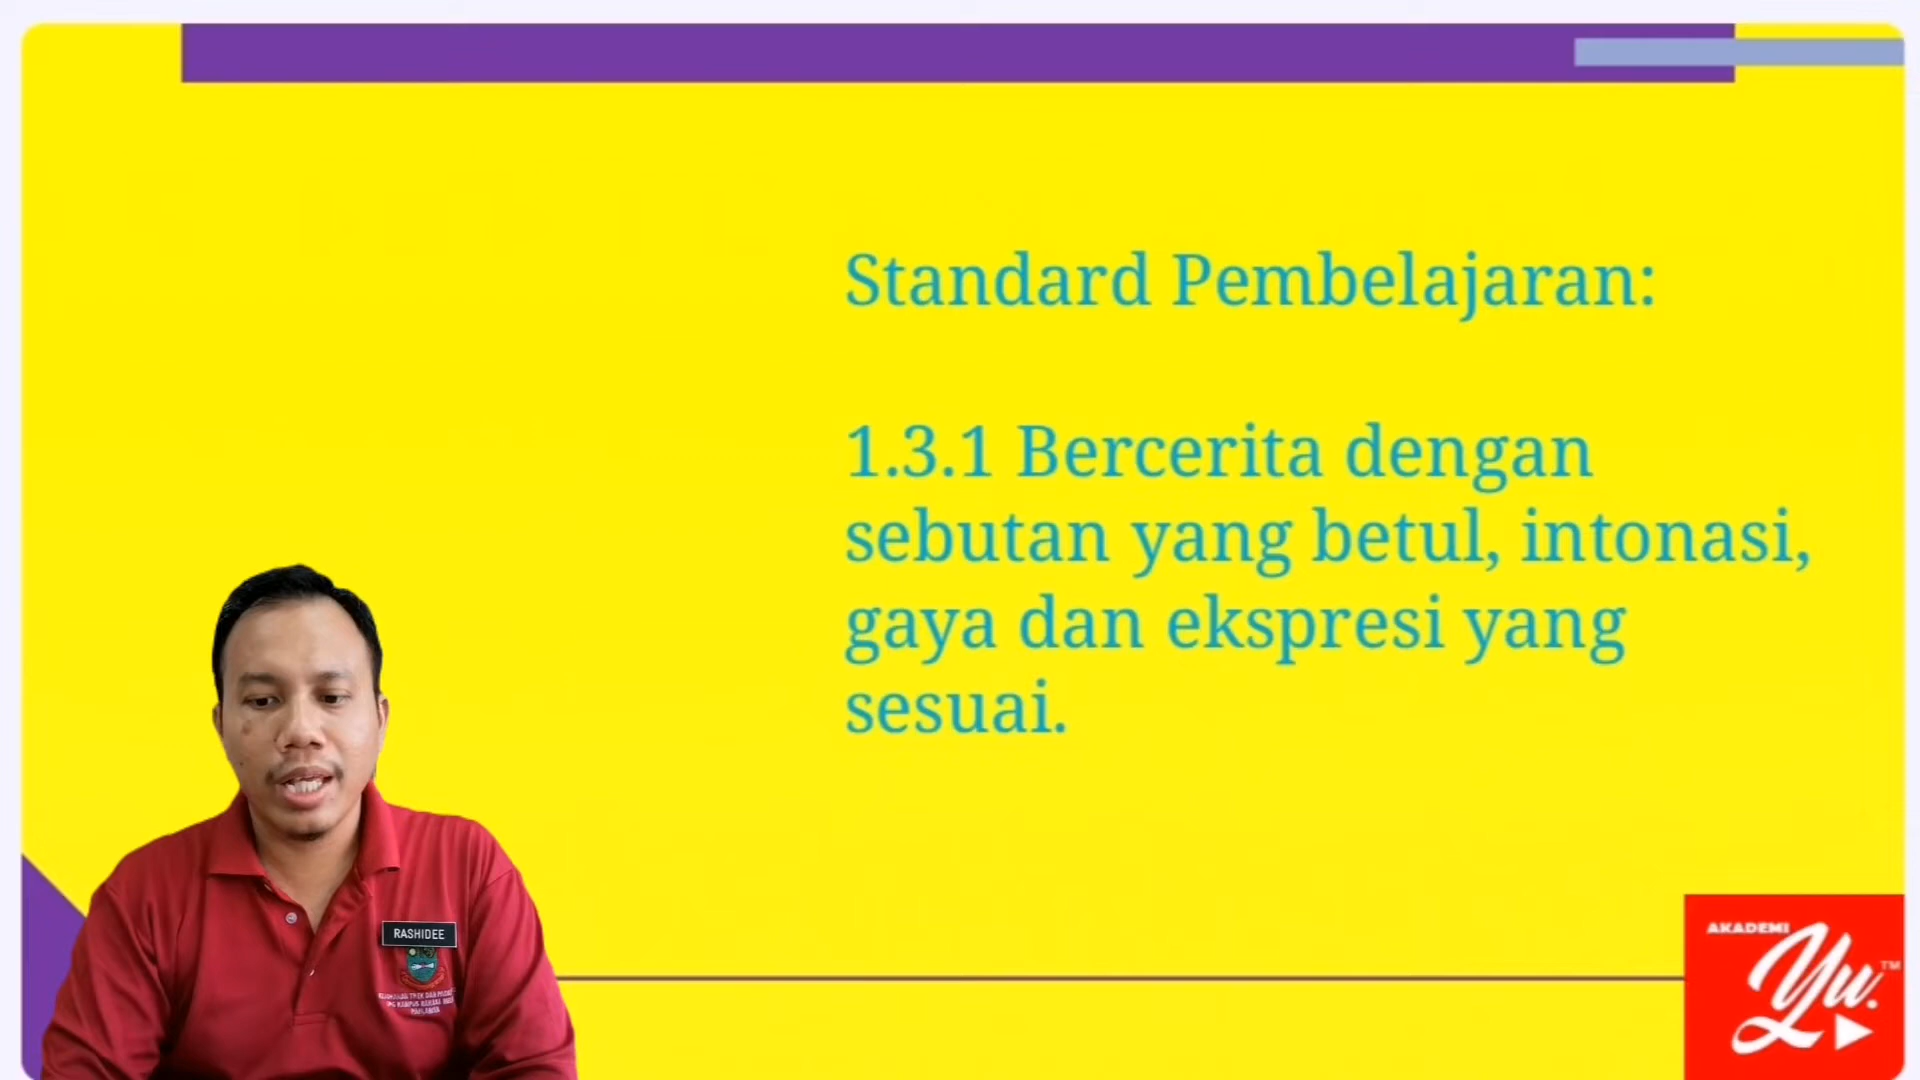 Standard Pembelajaran:
1.3.1 Bercerita dengan
sebutan yang betul, intonasi,
gaya dan ekspresi yang
sesuai.
RASHIDEE
AKADEMI
Yu.™